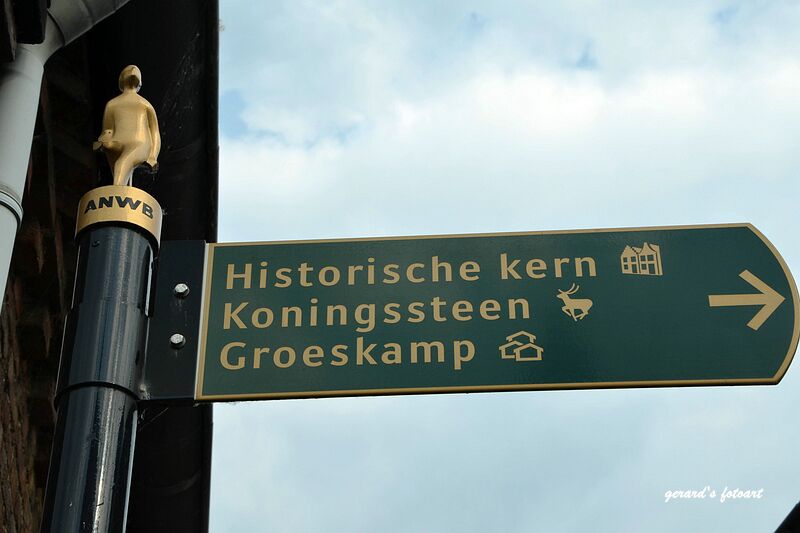 ANWB
Historische kern
Koningssteen
Groeskamp
gerard's fotoart